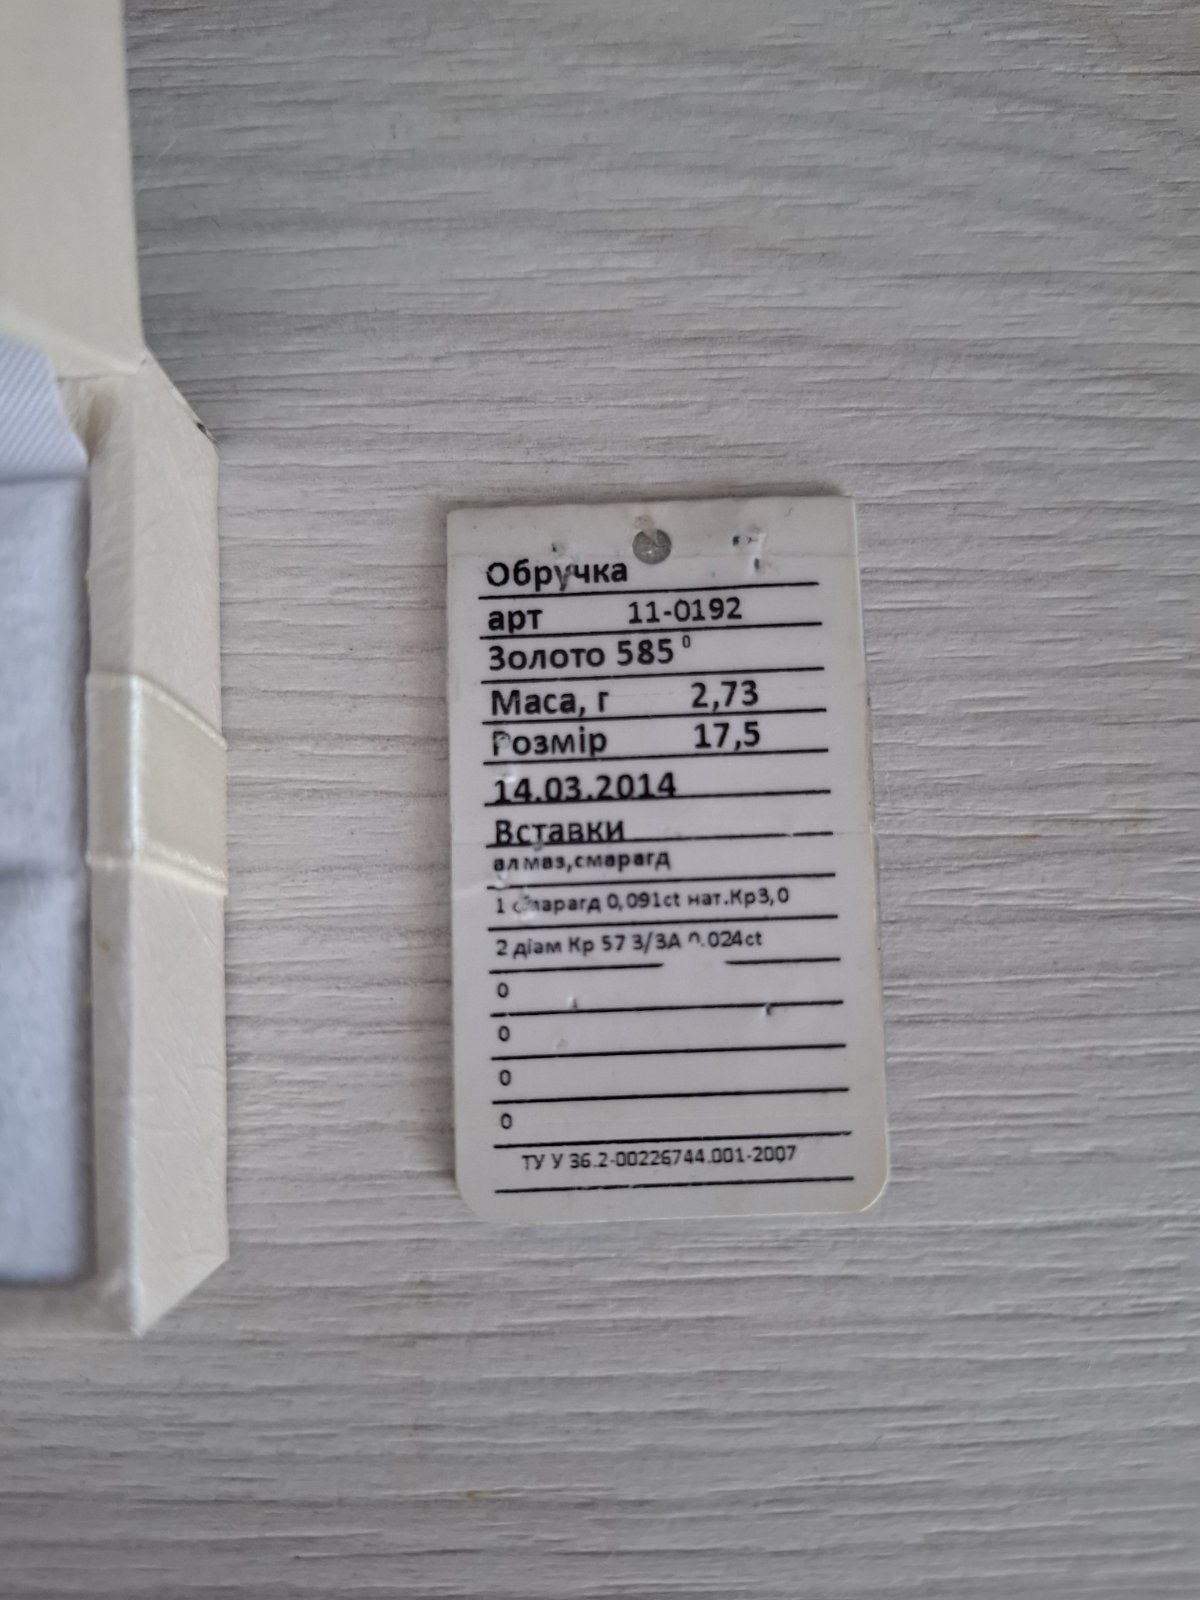 Обручка
арт 11-0192
Золото 585⁰
Маса, г 2,73
Розмір 17,5
14.03.2014
Вставки
алмаз,смарагд
1 смарагд 0,091ct нат.Кр3,0
2 діам Кр 57 3/3А 0.024ct
0
0
0
0
ТУ У 36.2-00226744.001-2007